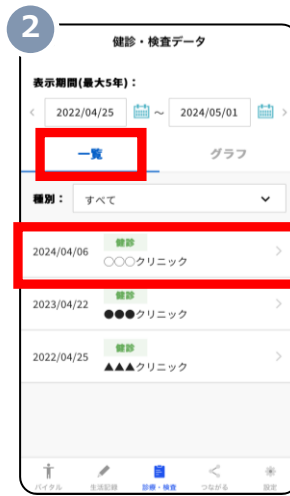 2
健診・検査データ
表示期間(最大5年)：
< 2022/04/25 ～ 2024/05/01 >
一覧 グラフ
種別： すべて
健診
2024/04/06 >
○○○クリニック
健診
2023/04/22 >
●●●クリニック
健診
2022/04/25 >
▲▲▲クリニック
バイタル 生活記録 診療・検査 つながる 設定